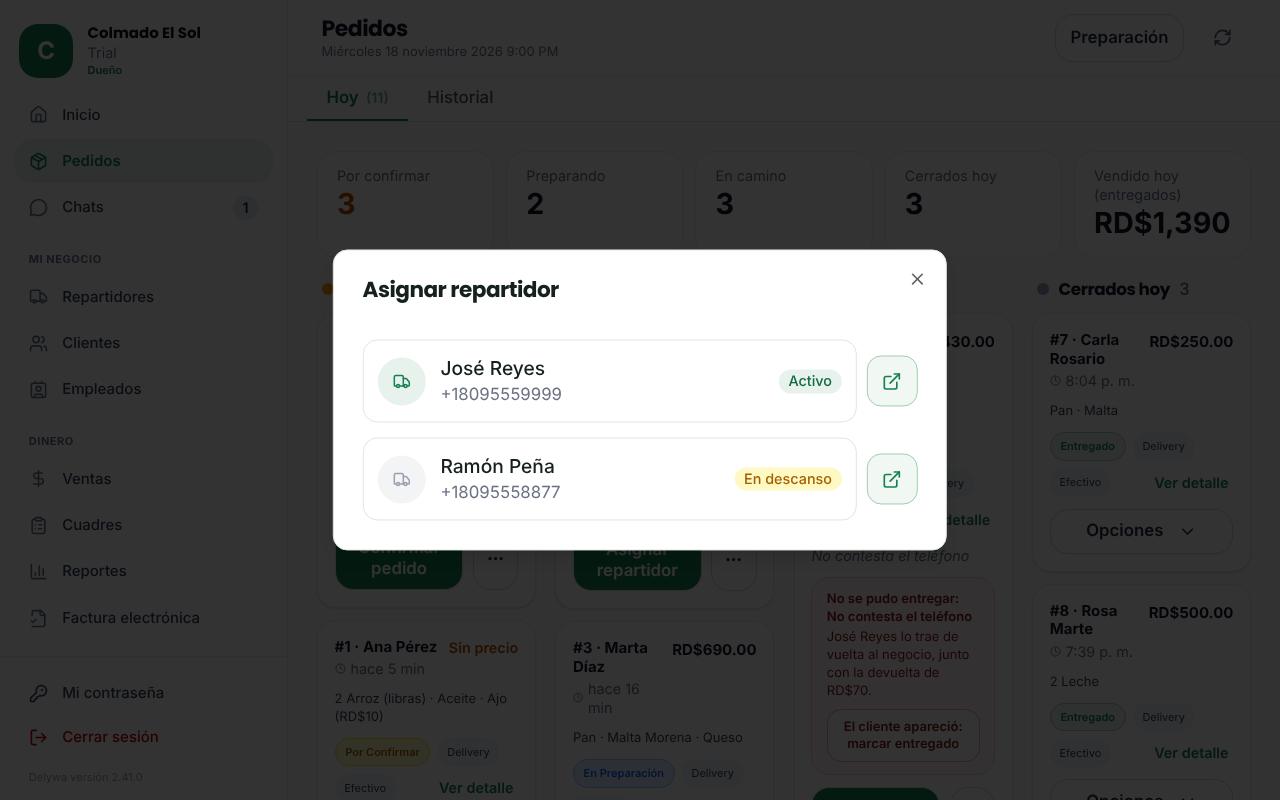 C
Colmado El Sol
Trial
Dueño
Inicio
Pedidos
Chats
1
MI NEGOCIO
Repartidores
Clientes
Empleados
DINERO
Ventas
Cuadres
Reportes
Factura electrónica
Mi contraseña
Cerrar sesión
Delywa versión 2.41.0
Pedidos
Miércoles 18 noviembre 2026 9:00 PM
Preparación
Hoy (11)
Historial
Por confirmar
3
Preparando
2
En camino
3
Cerrados hoy
3
Vendido hoy
(entregados)
RD$1,390
Asignar repartidor
José Reyes
+18095559999
Activo
Ramón Peña
+18095558877
En descanso
pedido
...
#1 · Ana Pérez
Sin precio
hace 5 min
2 Arroz (libras) · Aceite · Ajo
(RD$10)
Por Confirmar
Delivery
Efectivo
Ver detalle
repartidor
...
#3 · Marta
Díaz
RD$690.00
hace 16
min
Pan · Malta Morena · Queso
En Preparación
Delivery
430.00
No contesta el teléfono
No se pudo entregar:
No contesta el teléfono
José Reyes lo trae de
vuelta al negocio, junto
con la devuelta de
RD$70.
El cliente apareció:
marcar entregado
Cerrados hoy 3
#7 · Carla
Rosario
RD$250.00
8:04 p. m.
Pan · Malta
Entregado
Delivery
Efectivo
Ver detalle
Opciones
#8 · Rosa
Marte
RD$500.00
7:39 p. m.
2 Leche
Entregado
Delivery
Efectivo
Ver detalle